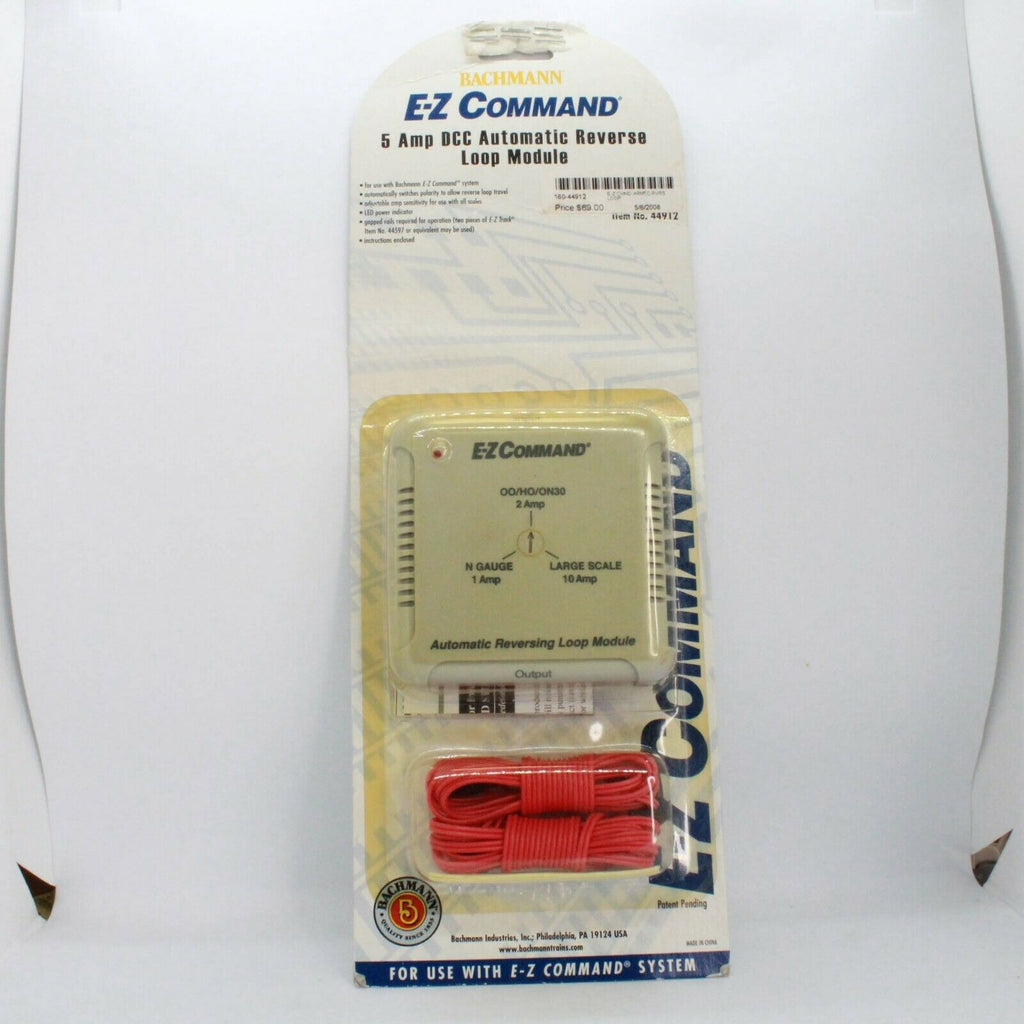 BACHMANN
E-Z COMMAND®
5 Amp DCC Automatic Reverse
Loop Module
• for use with Bachmann E-Z Command® system
• automatically switches polarity to allow reverse loop travel
• adjustable amp sensitivity for use with all scales
• LED power indicator
• gapped rails required for operation (two pieces of E-Z Track®
Item No. 44597 or equivalent may be used)
• instructions enclosed
160-44912
LOOP
Price $69.00 5/6/2008
Item No. 44912
E-Z COMMAND®
OO/HO/ON30
2 Amp
N GAUGE LARGE SCALE
1 Amp 10 Amp
Automatic Reversing Loop Module
Output
E-Z COMMAND
BACHMANN
QUALITY SINCE 1833
Patent Pending
Bachmann Industries, Inc.; Philadelphia, PA 19124 USA
www.bachmanntrains.com
MADE IN CHINA
FOR USE WITH E-Z COMMAND® SYSTEM